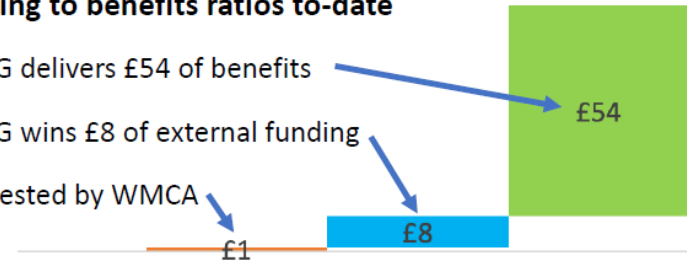 ing to benefits ratios to-date
G delivers £54 of benefits
£54
G wins £8 of external funding
ested by WMCA
£8
£1